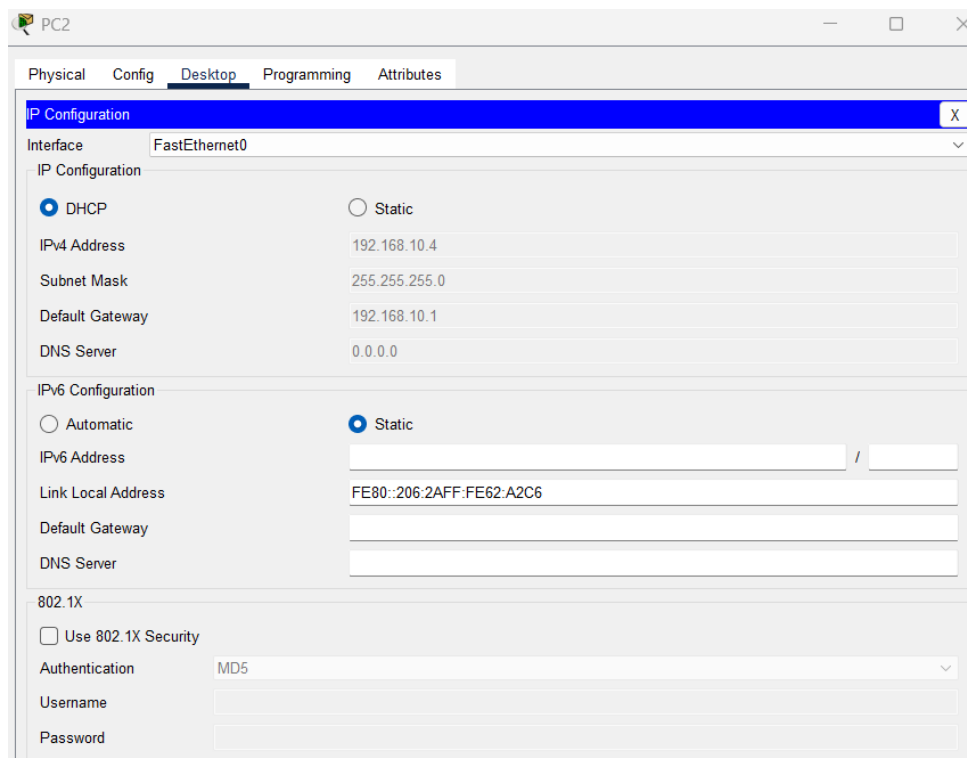 PC2
Physical Config Desktop Programming Attributes
IP Configuration X
Interface FastEthernet0
IP Configuration
DHCP Static
IPv4 Address 192.168.10.4
Subnet Mask 255.255.255.0
Default Gateway 192.168.10.1
DNS Server 0.0.0.0
IPv6 Configuration
Automatic Static
IPv6 Address /
Link Local Address FE80::206:2AFF:FE62:A2C6
Default Gateway
DNS Server
802.1X
Use 802.1X Security
Authentication MD5
Username
Password